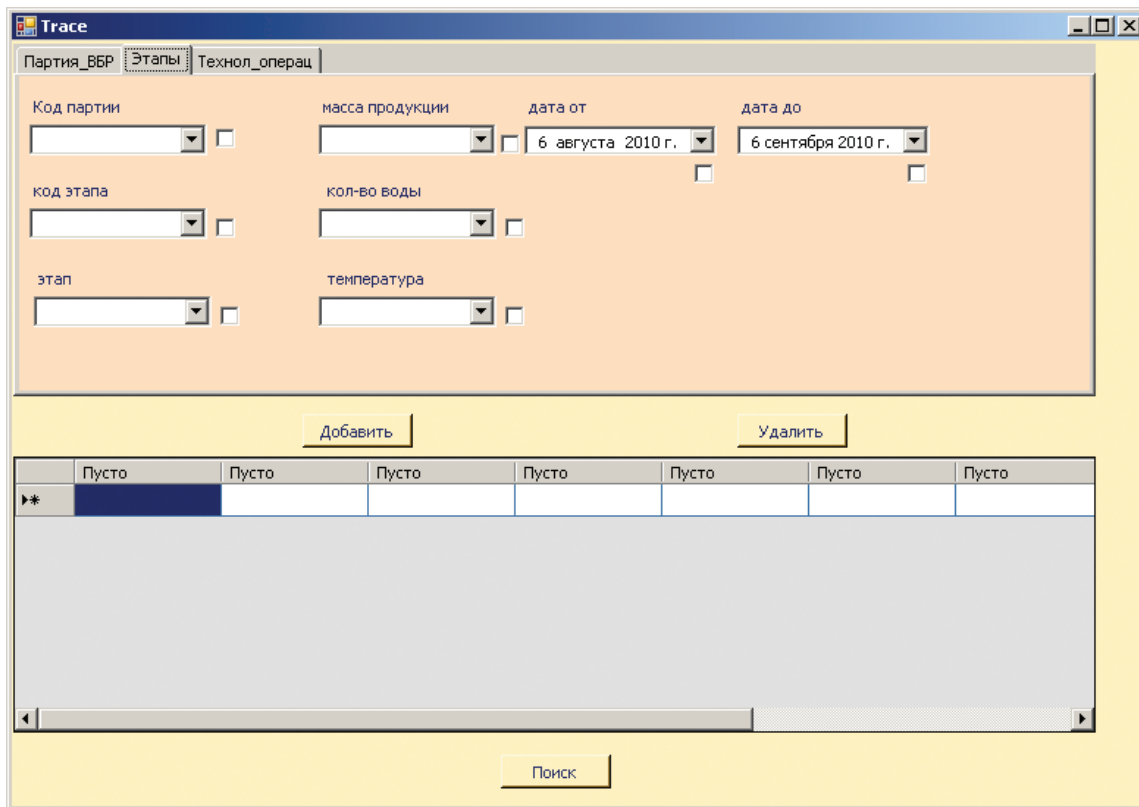 Trace
Партия_ВБР Этапы Технол_операц
Код партии масса продукции дата от дата до
6 августа 2010 г. 6 сентября 2010 г.
код этапа кол-во воды
этап температура
Добавить Удалить
Пусто Пусто Пусто Пусто Пусто Пусто Пусто
Поиск